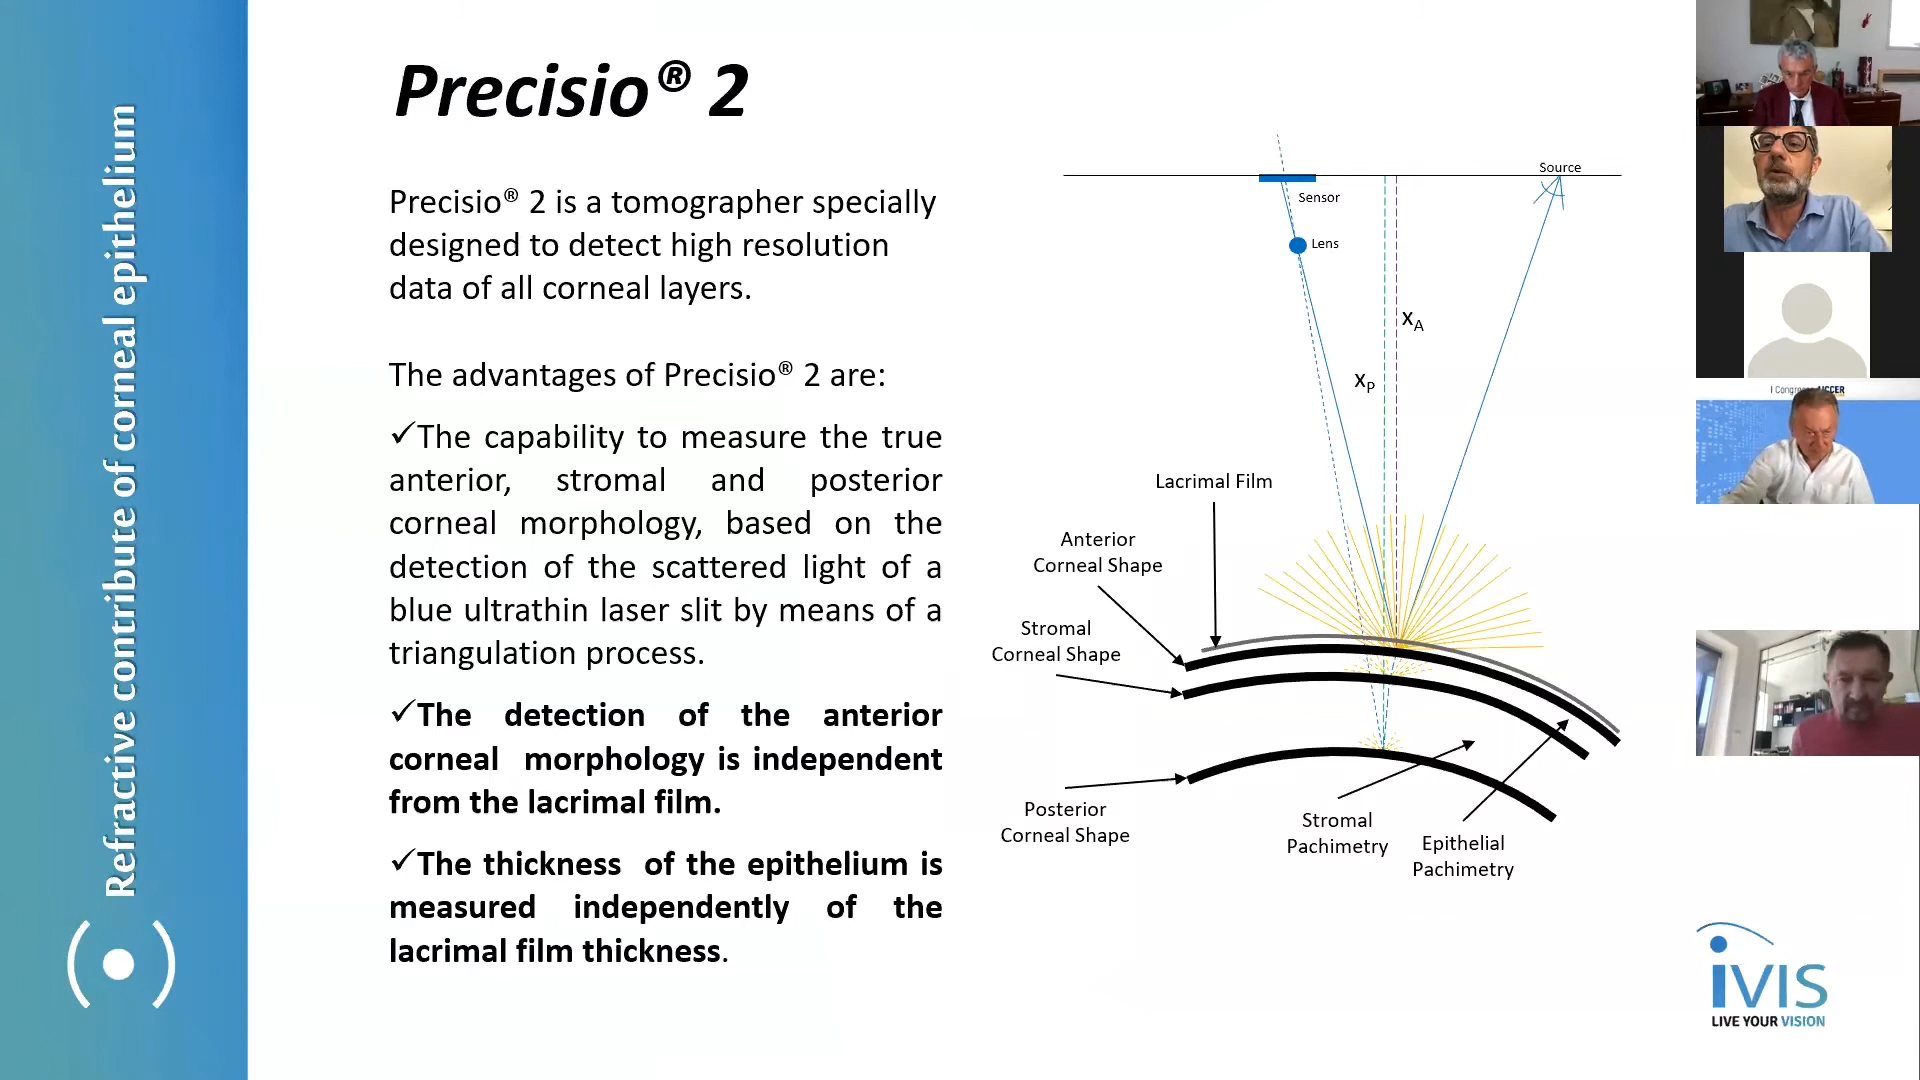 Refractive contribute of corneal epithelium
Precisio® 2
Precisio® 2 is a tomographer specially
designed to detect high resolution
data of all corneal layers.
The advantages of Precisio® 2 are:
✓The capability to measure the true
anterior, stromal and posterior
corneal morphology, based on the
detection of the scattered light of a
blue ultrathin laser slit by means of a
triangulation process.
✓The detection of the anterior
corneal morphology is independent
from the lacrimal film.
✓The thickness of the epithelium is
measured independently of the
lacrimal film thickness.
Source
Sensor
Lens
XA
XP
Lacrimal Film
Anterior
Corneal Shape
Stromal
Corneal Shape
Posterior
Corneal Shape
Stromal
Pachimetry
Epithelial
Pachimetry
I Congress
iVIS
LIVE YOUR VISION